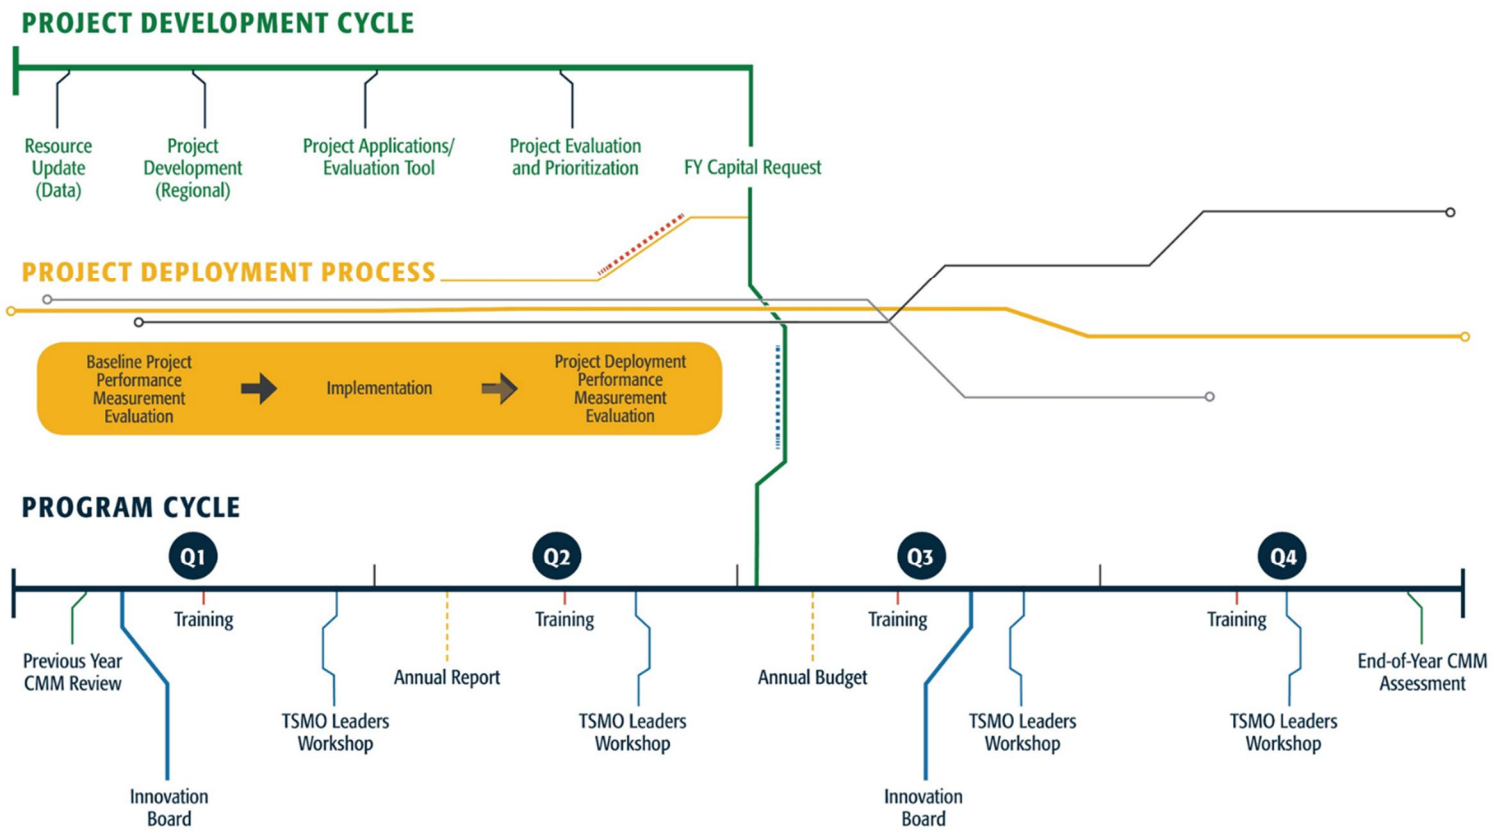 PROJECT DEVELOPMENT CYCLE
Resource
Update
(Data)
Project
Development
(Regional)
Project Applications/
Evaluation Tool
Project Evaluation
and Prioritization
FY Capital Request
PROJECT DEPLOYMENT PROCESS
Baseline Project
Performance
Measurement
Evaluation
Implementation
Project Deployment
Performance
Measurement
Evaluation
PROGRAM CYCLE
Q1
Q2
Q3
Q4
Previous Year
CMM Review
Innovation
Board
Training
TSMO Leaders
Workshop
Annual Report
Training
TSMO Leaders
Workshop
Annual Budget
Training
Innovation
Board
TSMO Leaders
Workshop
Training
TSMO Leaders
Workshop
End-of-Year CMM
Assessment